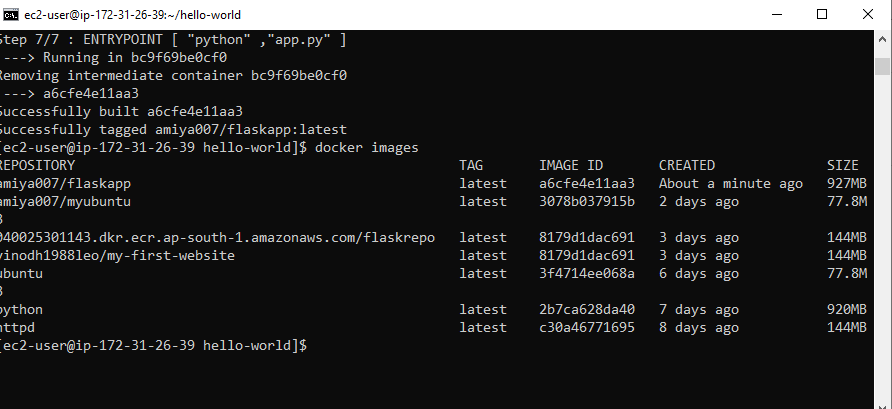 ec2-user@ip-172-31-26-39:~/hello-world
Step 7/7 : ENTRYPOINT [ "python" ,"app.py" ]
---> Running in bc9f69be0cf0
Removing intermediate container bc9f69be0cf0
---> a6cfe4e11aa3
Successfully built a6cfe4e11aa3
Successfully tagged amiya007/flaskapp:latest
[ec2-user@ip-172-31-26-39 hello-world]$ docker images
REPOSITORY TAG IMAGE ID CREATED SIZE
amiya007/flaskapp latest a6cfe4e11aa3 About a minute ago 927MB
amiya007/myubuntu latest 3078b037915b 2 days ago 77.8M
B
040025301143.dkr.ecr.ap-south-1.amazonaws.com/flaskrepo latest 8179d1dac691 3 days ago 144MB
vinodh1988leo/my-first-website latest 8179d1dac691 3 days ago 144MB
ubuntu latest 3f4714ee068a 6 days ago 77.8M
B
python latest 2b7ca628da40 7 days ago 920MB
httpd latest c30a46771695 8 days ago 144MB
[ec2-user@ip-172-31-26-39 hello-world]$